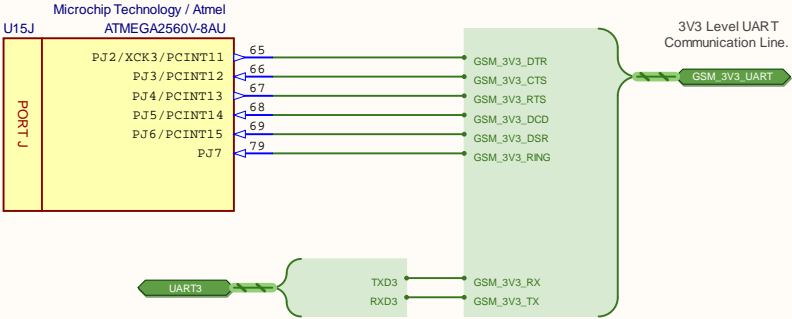 Microchip Technology / Atmel
U15J ATMEGA2560V-8AU
3V3 Level UART
Communication Line.
PJ2/XCK3/PCINT11 65 GSM_3V3_DTR
GSM_3V3_UART
PJ3/PCINT12 66 GSM_3V3_CTS
PJ4/PCINT13 67 GSM_3V3_RTS
PJ5/PCINT14 68 GSM_3V3_DCD
PJ6/PCINT15 69 GSM_3V3_DSR
PJ7 79 GSM_3V3_RING
PORT J
UART3
TXD3 GSM_3V3_RX
RXD3 GSM_3V3_TX